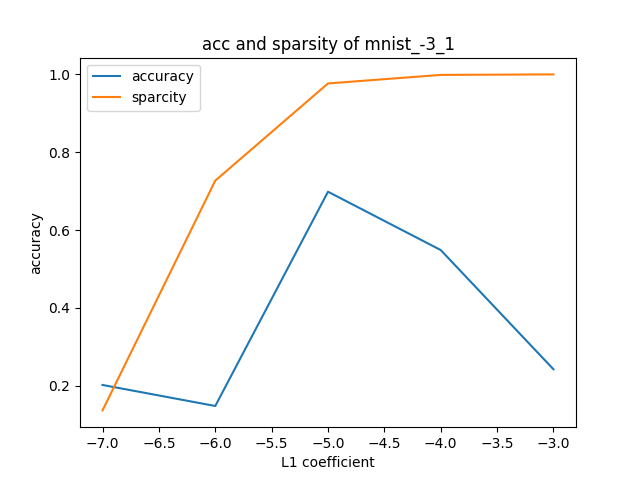 acc and sparsity of mnist_-3_1
accuracy
sparcity
1.0
0.8
0.6
0.4
0.2
accuracy
−7.0 −6.5 −6.0 −5.5 −5.0 −4.5 −4.0 −3.5 −3.0
L1 coefficient